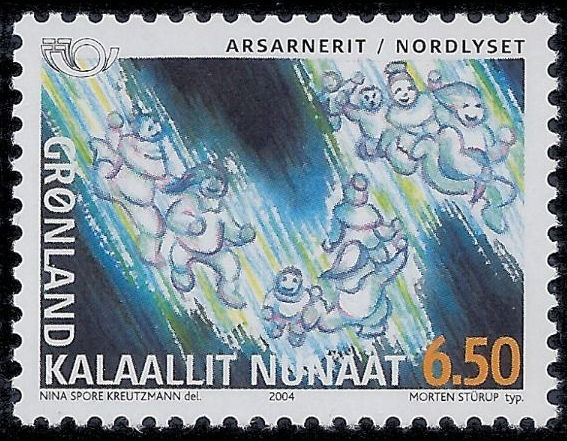 ARSARNERIT / NORDLYSET
GRØNLAND
KALAALLIT NUNAAT 6.50
NINA SPORE KREUTZMANN del. 2004 MORTEN STÜRUP typ.